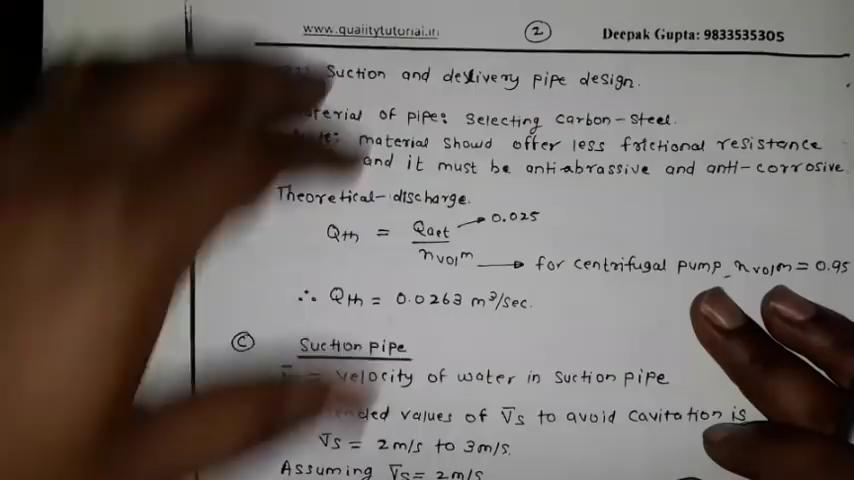 www.qualitytutorial.in 2 Deepak Gupta: 9833535305
Suction and delivery pipe design.
of pipe: Selecting Carbon-Steel.
material showd offer less frictional resistance
and it must be anti-abrassive and anti-corrosive.
Theoretical-discharge.
Qth = Qact / ηvolm → 0.025
→ for centrifugal pump, ηvolm = 0.95
∴ Qth = 0.0263 m³/sec.
C Suction pipe
= velocity of water in suction pipe
values of V̄s to avoid cavitation is
V̄s = 2m/s to 3m/s.
Assuming V̄s = 2m/s